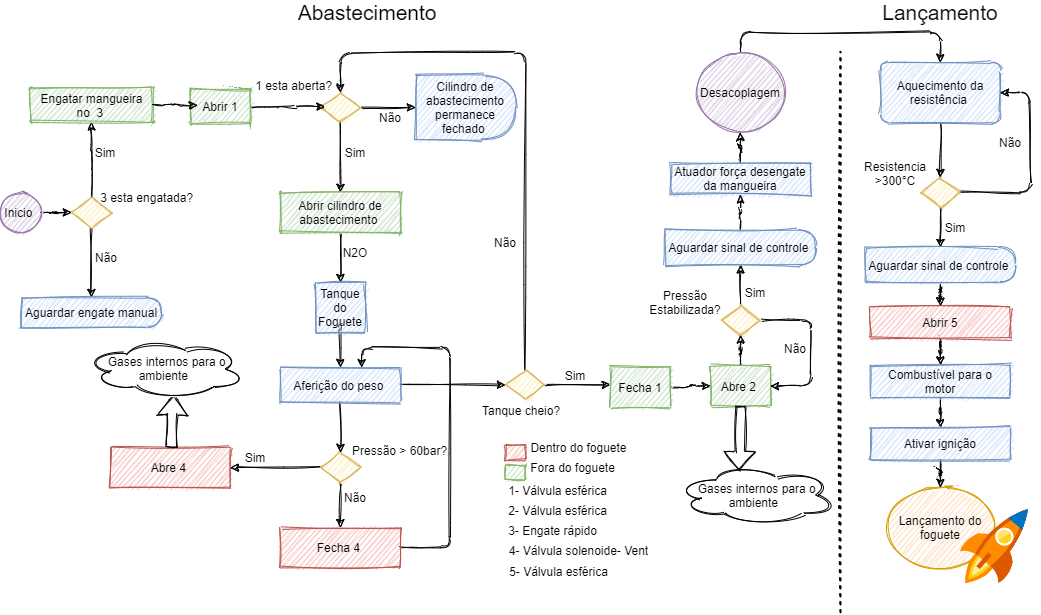 Abastecimento
Lançamento
Engatar mangueira
no 3
Abrir 1
1 esta aberta?
Não
Cilindro de
abastecimento
permanece
fechado
Sim
3 esta engatada?
Inicio
Não
Aguardar engate manual
Sim
Abrir cilindro de
abastecimento
N2O
Tanque
do
Foguete
Aferição do peso
Gases internos para o
ambiente
Pressão > 60bar?
Sim
Abre 4
Não
Fecha 4
Não
Tanque cheio?
Sim
Fecha 1
Abre 2
Gases internos para o
ambiente
Pressão
Estabilizada?
Sim
Não
Aguardar sinal de controle
Atuador força desengate
da mangueira
Desacoplagem
Dentro do foguete
Fora do foguete
1- Válvula esférica
2- Válvula esférica
3- Engate rápido
4- Válvula solenoide- Vent
5- Válvula esférica
Aquecimento da
resistência
Não
Resistencia
>300°C
Sim
Aguardar sinal de controle
Abrir 5
Combustível para o
motor
Ativar ignição
Lançamento do
foguete